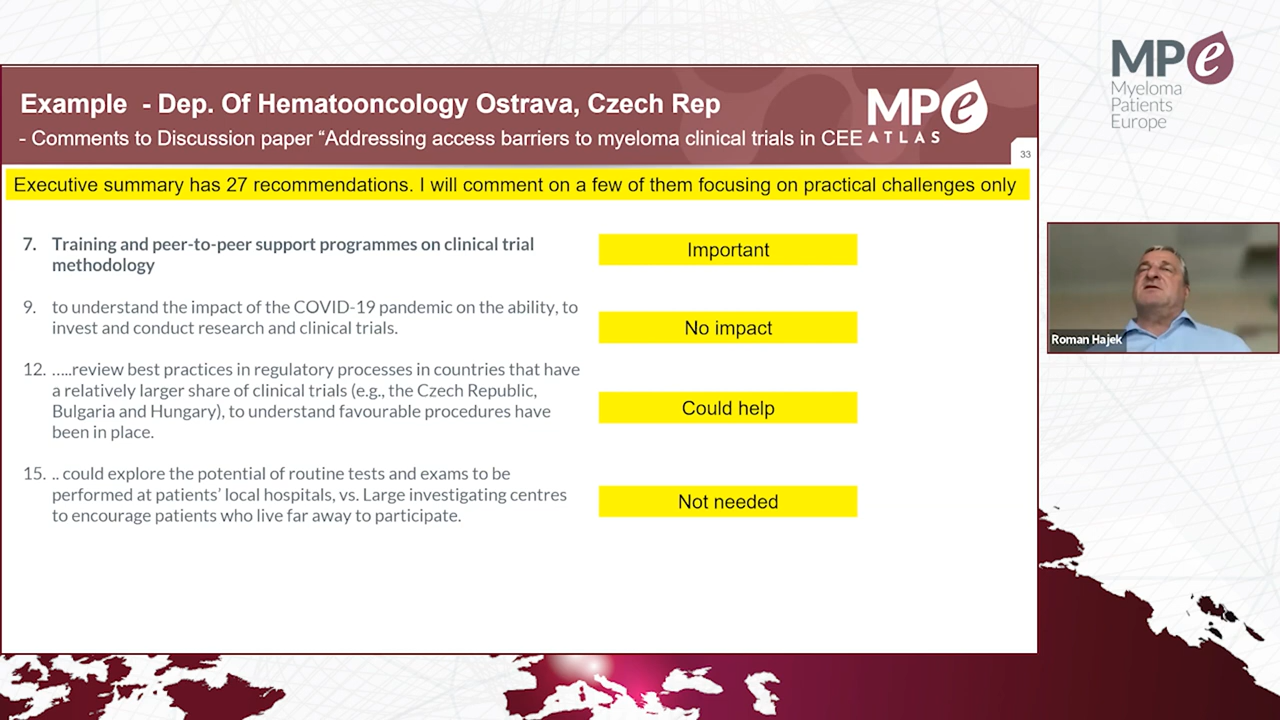 MPe
Myeloma
Patients
Europe
Example - Dep. Of Hematooncology Ostrava, Czech Rep
- Comments to Discussion paper “Addressing access barriers to myeloma clinical trials in CEE
MPe
ATLAS
33
Executive summary has 27 recommendations. I will comment on a few of them focusing on practical challenges only
7. Training and peer-to-peer support programmes on clinical trial
methodology
Important
9. to understand the impact of the COVID-19 pandemic on the ability, to
invest and conduct research and clinical trials.
No impact
12. …..review best practices in regulatory processes in countries that have
a relatively larger share of clinical trials (e.g., the Czech Republic,
Bulgaria and Hungary), to understand favourable procedures have
been in place.
Could help
15. .. could explore the potential of routine tests and exams to be
performed at patients’ local hospitals, vs. Large investigating centres
to encourage patients who live far away to participate.
Not needed
Roman Hajek